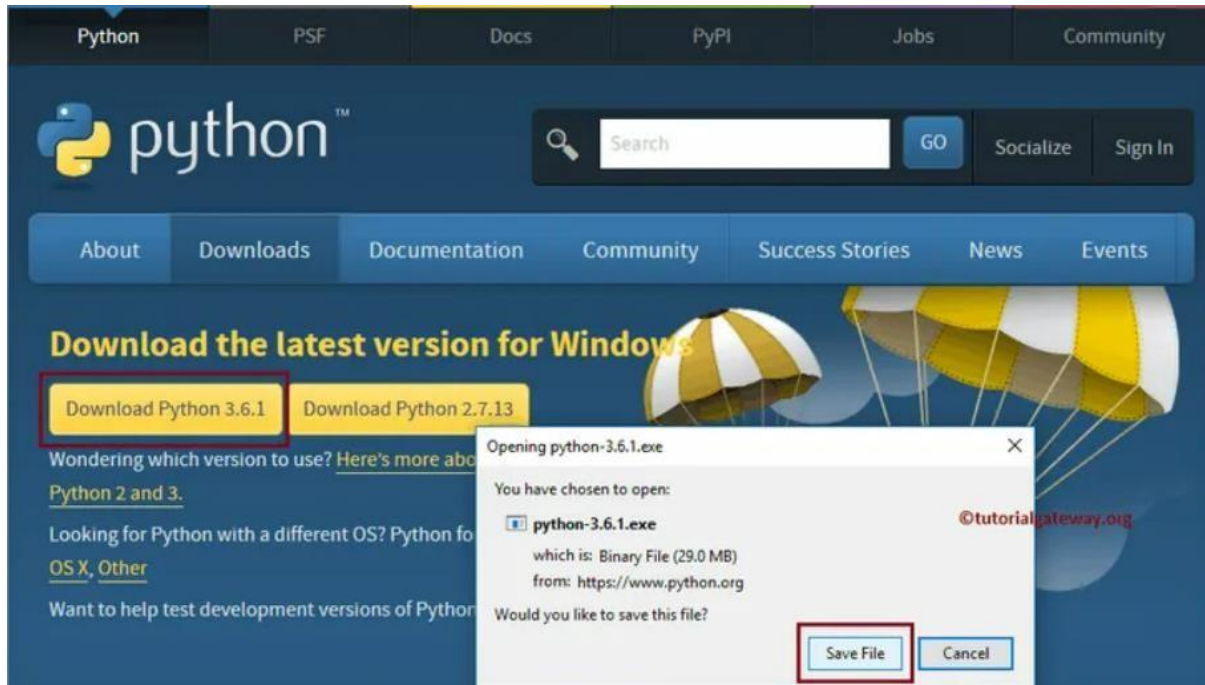 Python PSF Docs PyPI Jobs Community
python™
Search GO Socialize Sign In
About Downloads Documentation Community Success Stories News Events
Download the latest version for Windows
Download Python 3.6.1 Download Python 2.7.13
Wondering which version to use? Here's more abo
Python 2 and 3.
Looking for Python with a different OS? Python fo
OS X, Other
Want to help test development versions of Python
Opening python-3.6.1.exe
You have chosen to open:
python-3.6.1.exe
which is: Binary File (29.0 MB)
from: https://www.python.org
Would you like to save this file?
Save File Cancel
©tutorialgateway.org